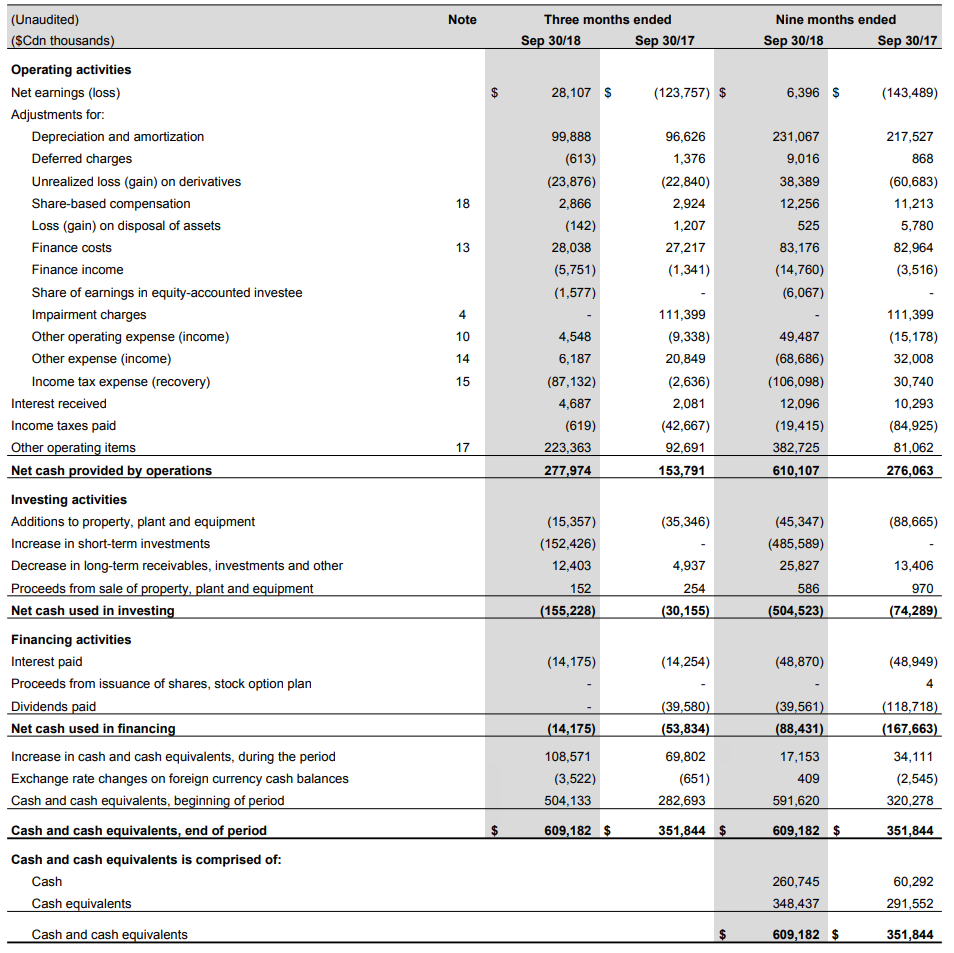 (Unaudited) Note Three months ended Nine months ended
($Cdn thousands) Sep 30/18 Sep 30/17 Sep 30/18 Sep 30/17
Operating activities
Net earnings (loss) $ 28,107 $ (123,757) $ 6,396 $ (143,489)
Adjustments for:
Depreciation and amortization 99,888 96,626 231,067 217,527
Deferred charges (613) 1,376 9,016 868
Unrealized loss (gain) on derivatives (23,876) (22,840) 38,389 (60,683)
Share-based compensation 18 2,866 2,924 12,256 11,213
Loss (gain) on disposal of assets (142) 1,207 525 5,780
Finance costs 13 28,038 27,217 83,176 82,964
Finance income (5,751) (1,341) (14,760) (3,516)
Share of earnings in equity-accounted investee (1,577) - (6,067) -
Impairment charges 4 - 111,399 - 111,399
Other operating expense (income) 10 4,548 (9,338) 49,487 (15,178)
Other expense (income) 14 6,187 20,849 (68,686) 32,008
Income tax expense (recovery) 15 (87,132) (2,636) (106,098) 30,740
Interest received 4,687 2,081 12,096 10,293
Income taxes paid (619) (42,667) (19,415) (84,925)
Other operating items 17 223,363 92,691 382,725 81,062
Net cash provided by operations 277,974 153,791 610,107 276,063
Investing activities
Additions to property, plant and equipment (15,357) (35,346) (45,347) (88,665)
Increase in short-term investments (152,426) - (485,589) -
Decrease in long-term receivables, investments and other 12,403 4,937 25,827 13,406
Proceeds from sale of property, plant and equipment 152 254 586 970
Net cash used in investing (155,228) (30,155) (504,523) (74,289)
Financing activities
Interest paid (14,175) (14,254) (48,870) (48,949)
Proceeds from issuance of shares, stock option plan - - - 4
Dividends paid - (39,580) (39,561) (118,718)
Net cash used in financing (14,175) (53,834) (88,431) (167,663)
Increase in cash and cash equivalents, during the period 108,571 69,802 17,153 34,111
Exchange rate changes on foreign currency cash balances (3,522) (651) 409 (2,545)
Cash and cash equivalents, beginning of period 504,133 282,693 591,620 320,278
Cash and cash equivalents, end of period $ 609,182 $ 351,844 $ 609,182 $ 351,844
Cash and cash equivalents is comprised of:
Cash 260,745 60,292
Cash equivalents 348,437 291,552
Cash and cash equivalents $ 609,182 $ 351,844